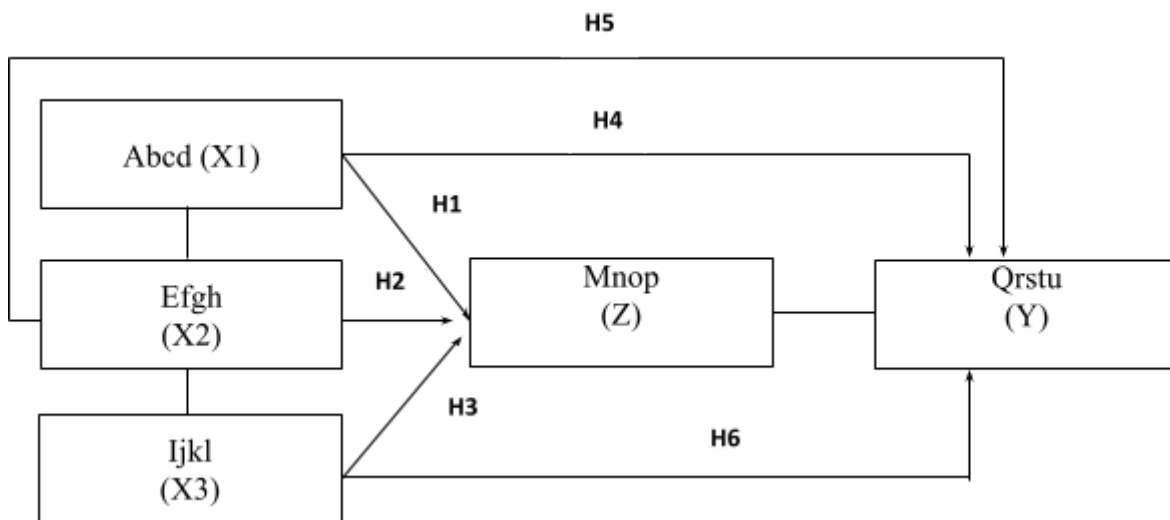 H5
H4
Abcd (X1)
H1
H2
Efgh
(X2)
Mnop
(Z)
Qrstu
(Y)
H3
H6
Ijkl
(X3)